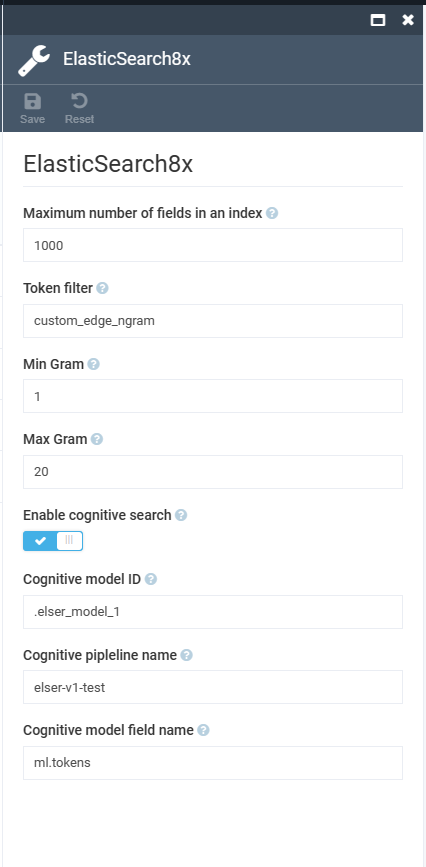 ElasticSearch8x
Save Reset
ElasticSearch8x
Maximum number of fields in an index ?
1000
Token filter ?
custom_edge_ngram
Min Gram ?
1
Max Gram ?
20
Enable cognitive search ?
Cognitive model ID ?
.elser_model_1
Cognitive pipleline name ?
elser-v1-test
Cognitive model field name ?
ml.tokens